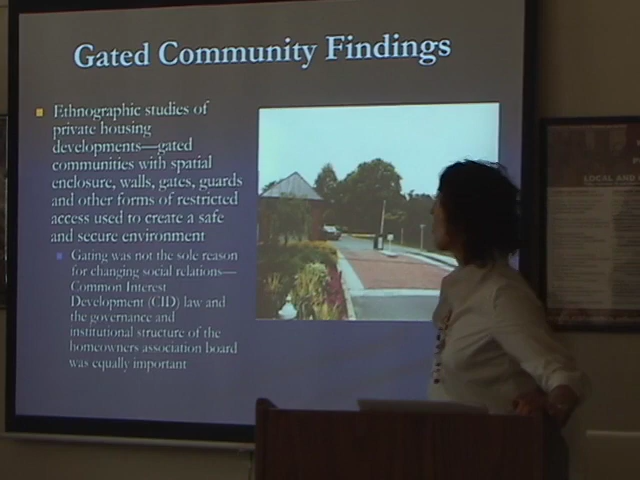 Gated Community Findings
Ethnographic studies of
private housing
developments—gated
communities with spatial
enclosure, walls, gates, guards
and other forms of restricted
access used to create a safe
and secure environment
Gating was not the sole reason
for changing social relations—
Common Interest
Development (CID) law and
the governance and
institutional structure of the
homeowners association board
was equally important
LOCAL AND